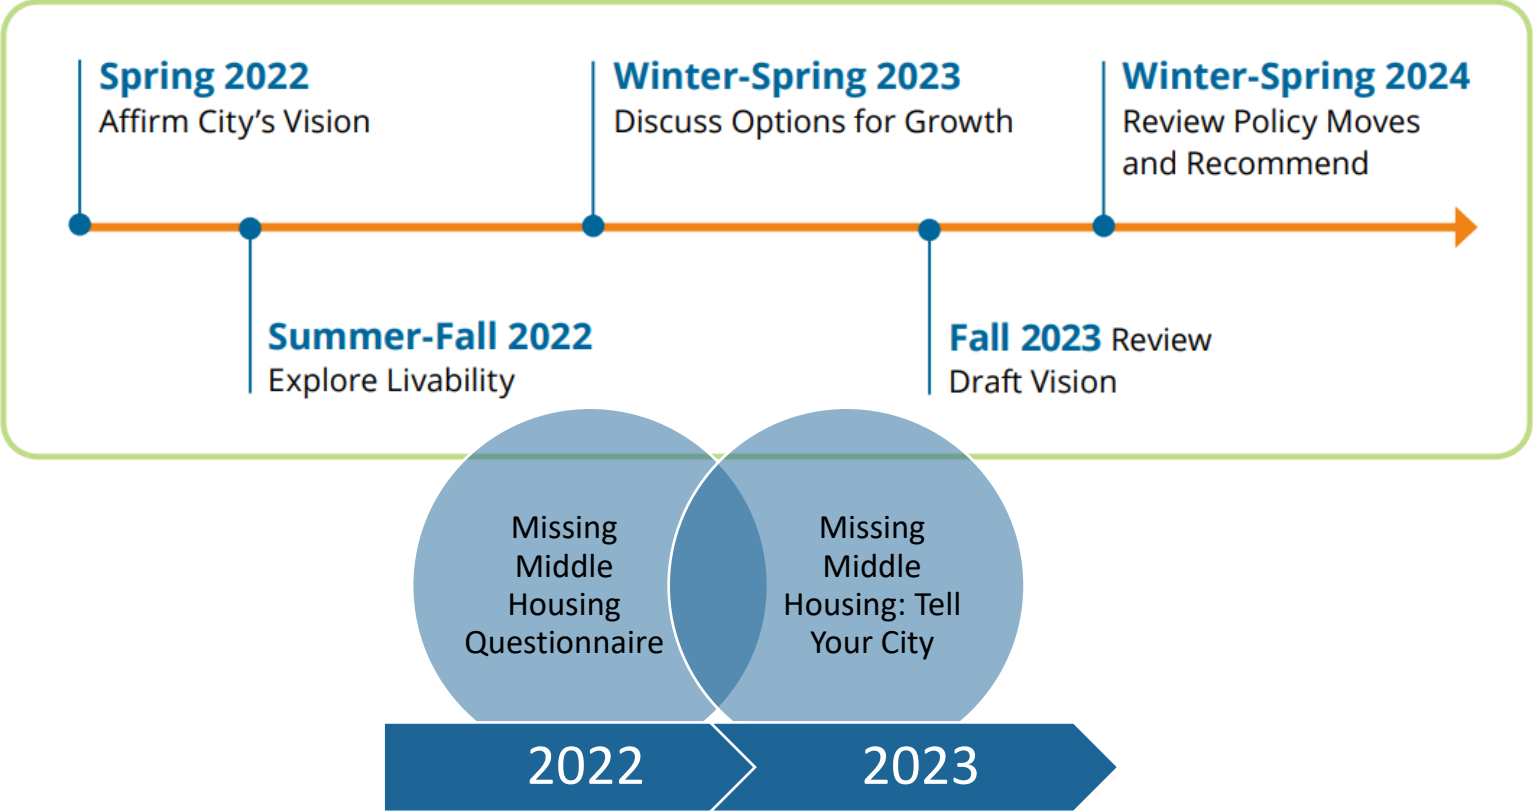 Spring 2022
Affirm City's Vision
Winter-Spring 2023
Discuss Options for Growth
Winter-Spring 2024
Review Policy Moves
and Recommend
Summer-Fall 2022
Explore Livability
Fall 2023 Review
Draft Vision
Missing
Middle
Housing
Questionnaire
Missing
Middle
Housing: Tell
Your City
2022
2023